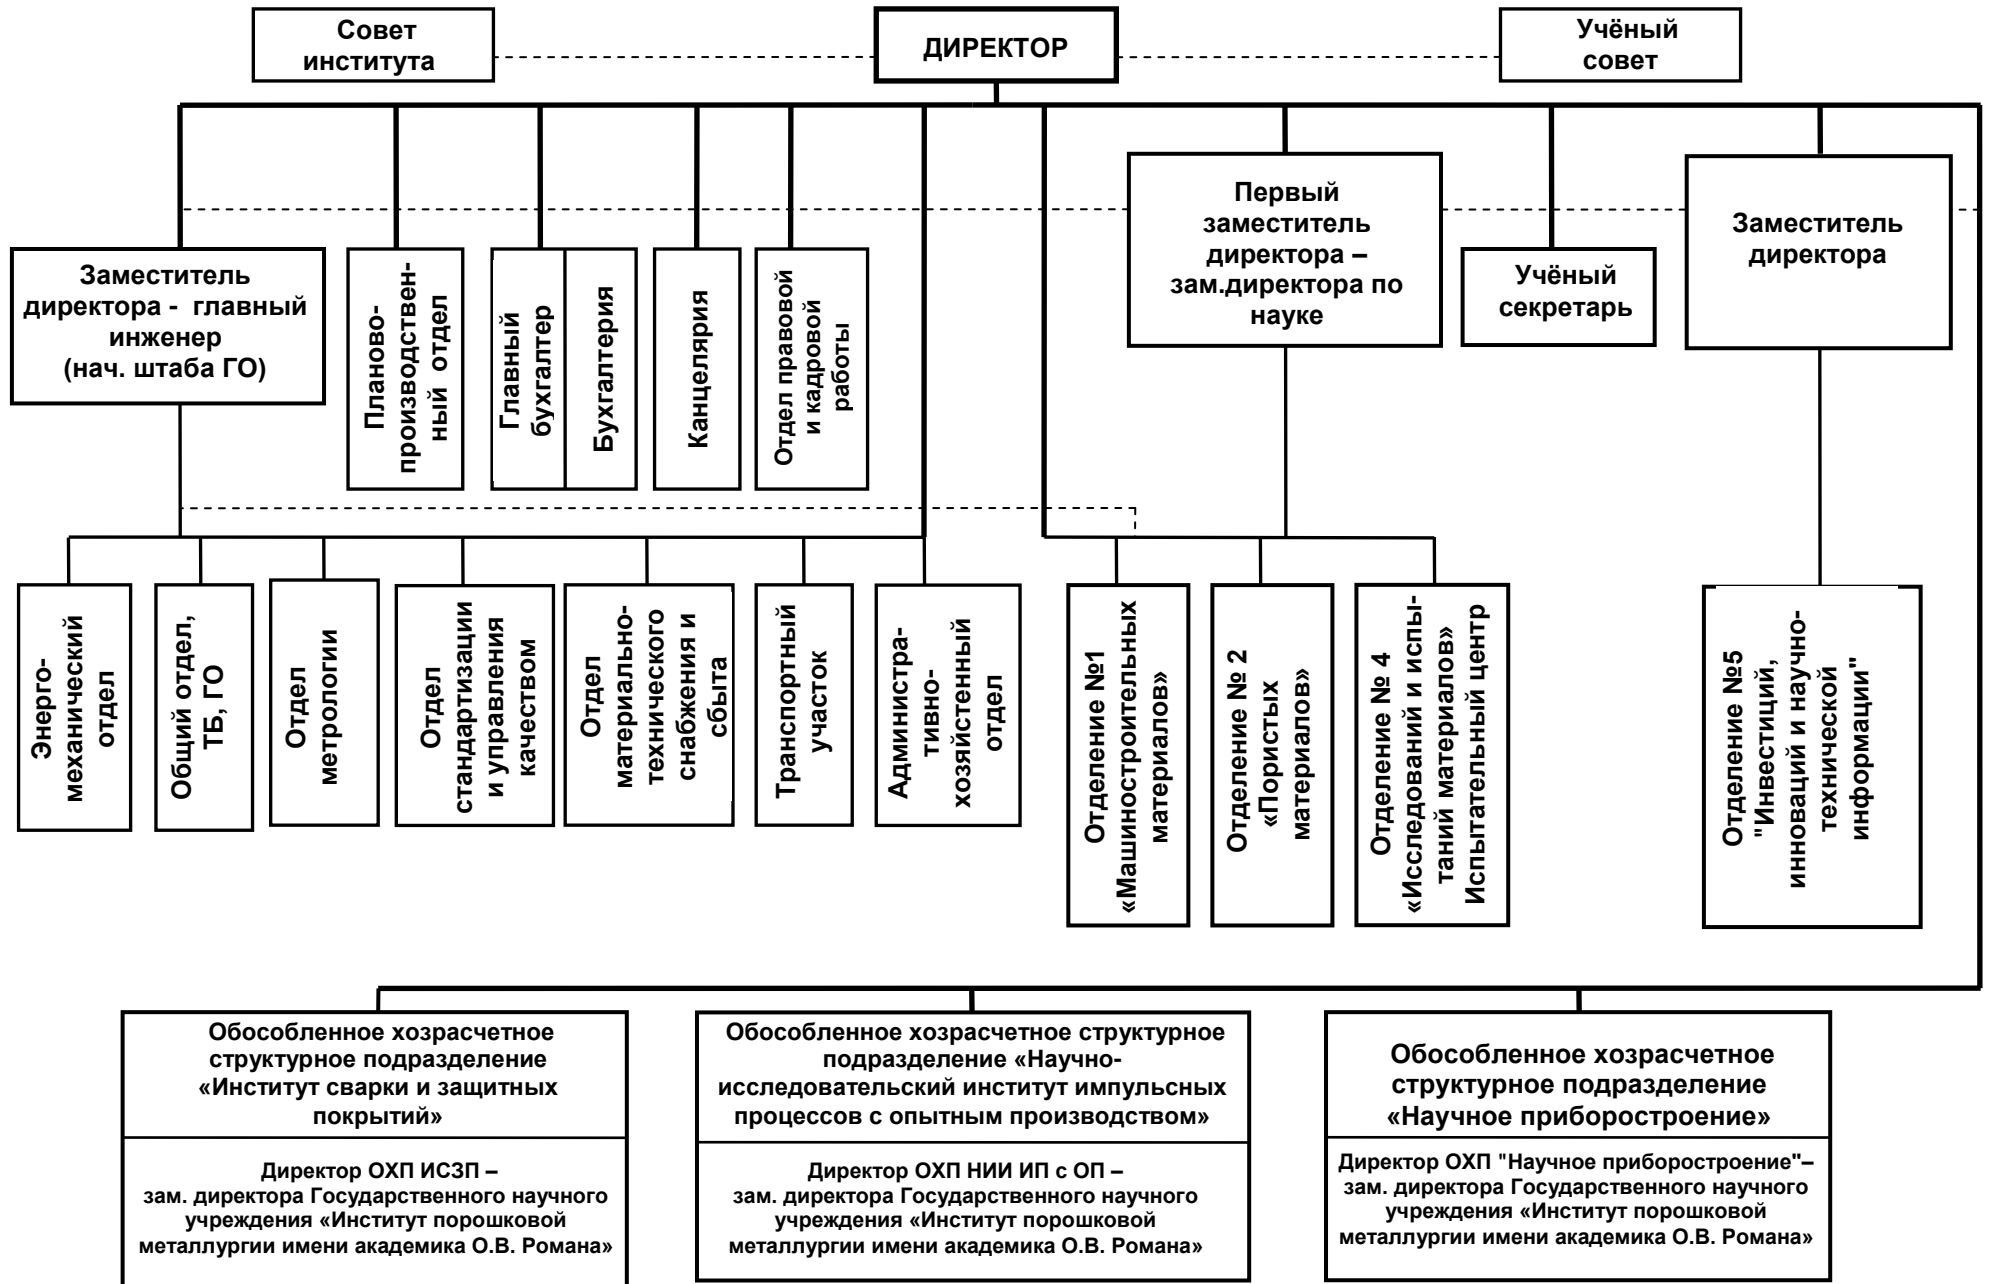 Совет
института
ДИРЕКТОР
Учёный
совет
Заместитель
директора - главный
инженер
(нач. штаба ГО)
Планово-
производствен-
ный отдел
Главный
бухгалтер
Бухгалтерия
Канцелярия
Отдел правовой
и кадровой
работы
Первый
заместитель
директора –
зам.директора по
науке
Учёный
секретарь
Заместитель
директора
Энерго-
механический
отдел
Общий отдел,
ТБ, ГО
Отдел
метрологии
Отдел
стандартизации
и управления
качеством
Отдел
материально-
технического
снабжения и
сбыта
Транспортный
участок
Администра-
тивно-
хозяйстенный
отдел
Отделение №1
«Машиностроительных
материалов»
Отделение № 2
«Пористых
материалов»
Отделение № 4
«Исследований и испы-
таний материалов»
Испытательный центр
Отделение №5
"Инвестиций,
инноваций и научно-
технической
информации"
Обособленное хозрасчетное
структурное подразделение
«Институт сварки и защитных
покрытий»
Директор ОХП ИСЗП –
зам. директора Государственного научного
учреждения «Институт порошковой
металлургии имени академика О.В. Романа»
Обособленное хозрасчетное структурное
подразделение «Научно-
исследовательский институт импульсных
процессов с опытным производством»
Директор ОХП НИИ ИП с ОП –
зам. директора Государственного научного
учреждения «Институт порошковой
металлургии имени академика О.В. Романа»
Обособленное хозрасчетное
структурное подразделение
«Научное приборостроение»
Директор ОХП "Научное приборостроение"–
зам. директора Государственного научного
учреждения «Институт порошковой
металлургии имени академика О.В. Романа»